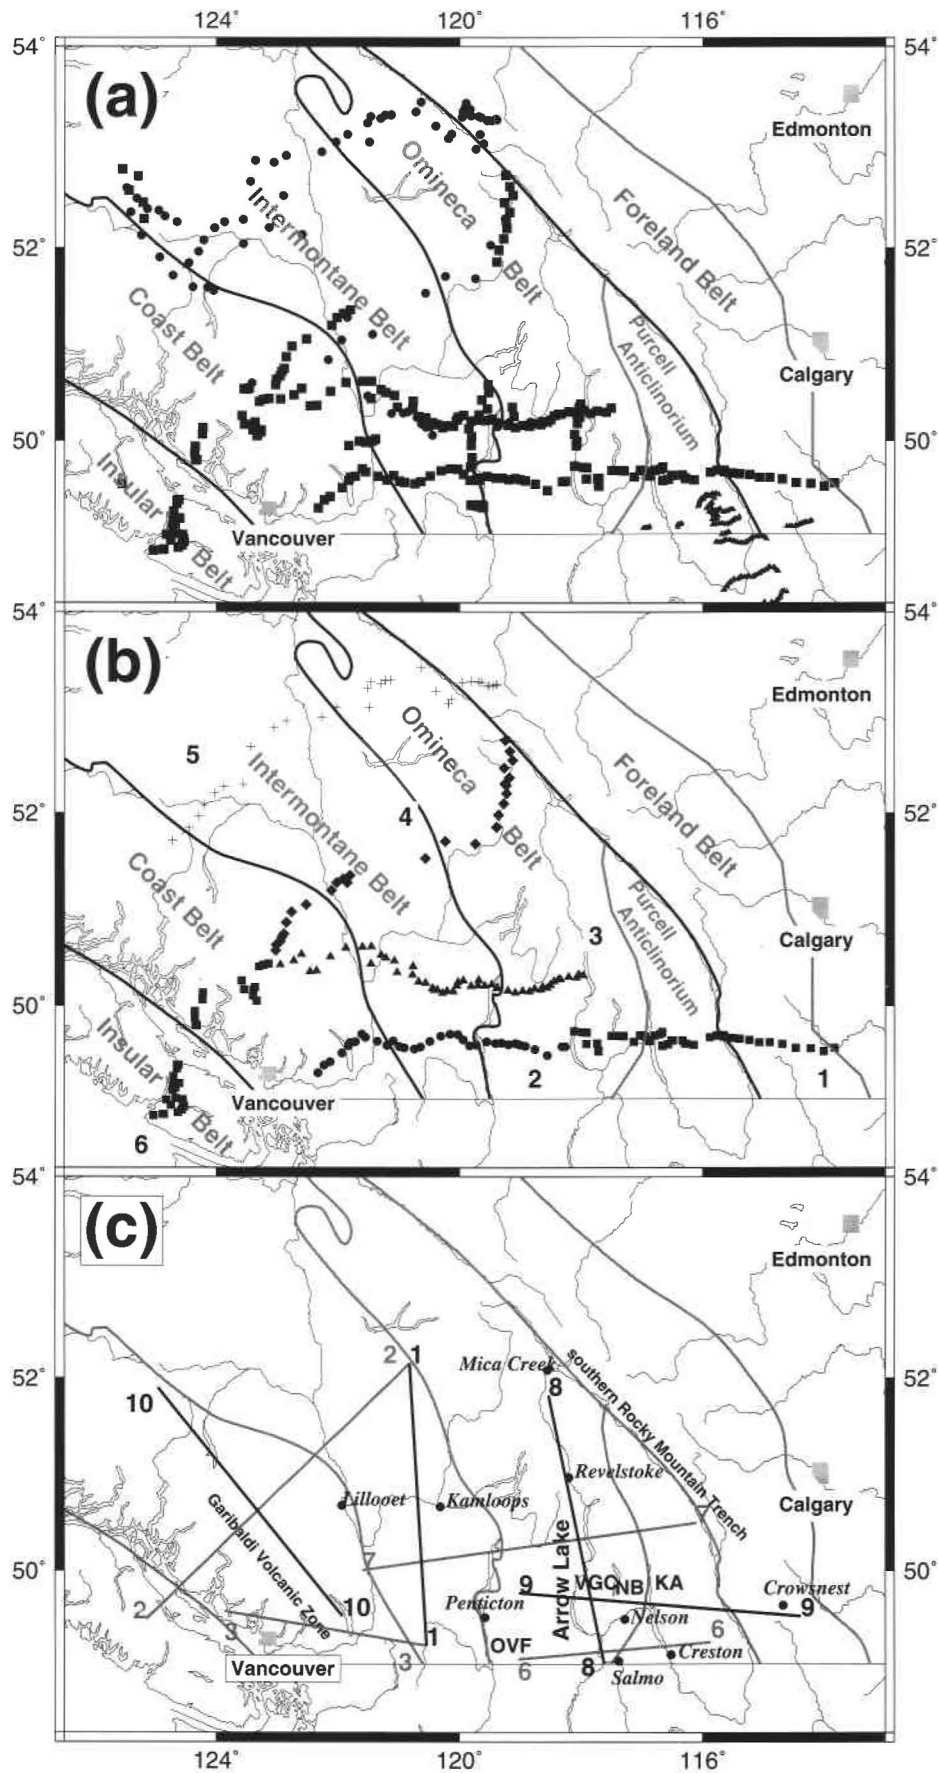 124° 120° 116°
54° 54°
(a)
Edmonton
Omineca
Belt
Foreland Belt
Intermontane Belt
52° 52°
Coast Belt
Purcell
Anticlinorium
Calgary
50° 50°
Insular
Belt
Vancouver
54° 54°
(b)
Edmonton
5
Omineca
Belt
Foreland Belt
Intermontane Belt
4
52° 52°
Coast Belt
Purcell
Anticlinorium
3
Calgary
50° 50°
Insular
Belt
2
1
Vancouver
6
54° 54°
(c)
Edmonton
2 1
Mica Creek
8
southern Rocky Mountain Trench
52° 52°
10
Revelstoke
Lillooet
Kamloops
Calgary
Garibaldi Volcanic Zone
7
7
50° 50°
Arrow Lake
9
VGC
NB
KA
Crowsnest
9
2
3
10
Penticton
Nelson
6
1
3
OVF
6
8
Creston
Salmo
Vancouver
124° 120° 116°